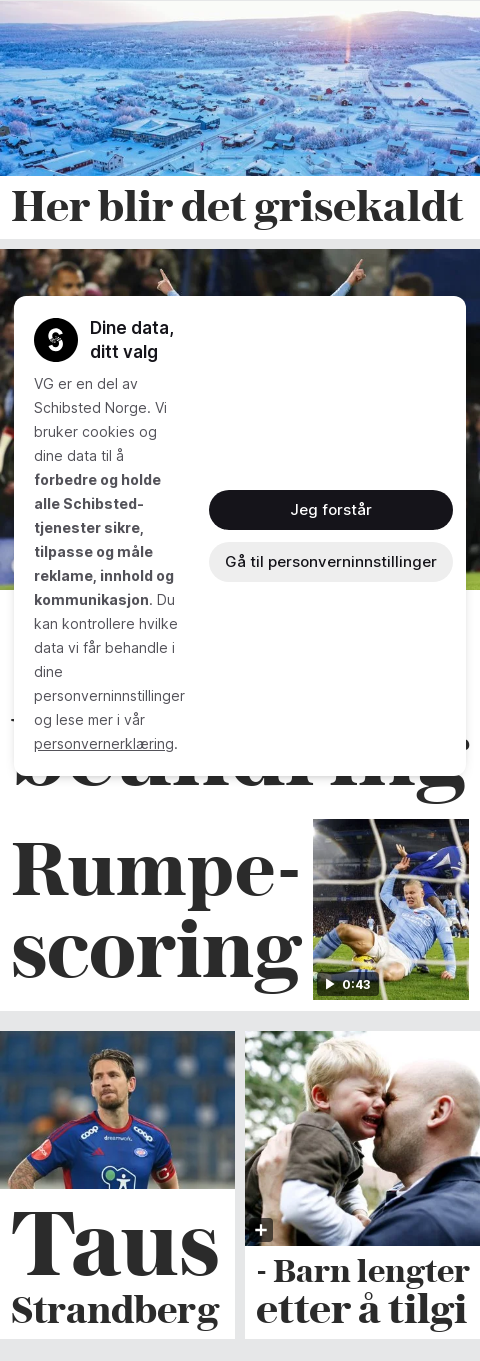 Her blir det grisekaldt
Dine data,
ditt valg
VG er en del av
Schibsted Norge. Vi
bruker cookies og
dine data til å
forbedre og holde
alle Schibsted-
tjenester sikre,
tilpasse og måle
reklame, innhold og
kommunikasjon. Du
kan kontrollere hvilke
data vi får behandle i
dine
personverninnstillinger
og lese mer i vår
personvernerklæring.
Jeg forstår
Gå til personverninnstillinger
beundring
Rumpe-
scoring
0:43
dreamwork.
Taus
Strandberg
- Barn lengter
etter å tilgi